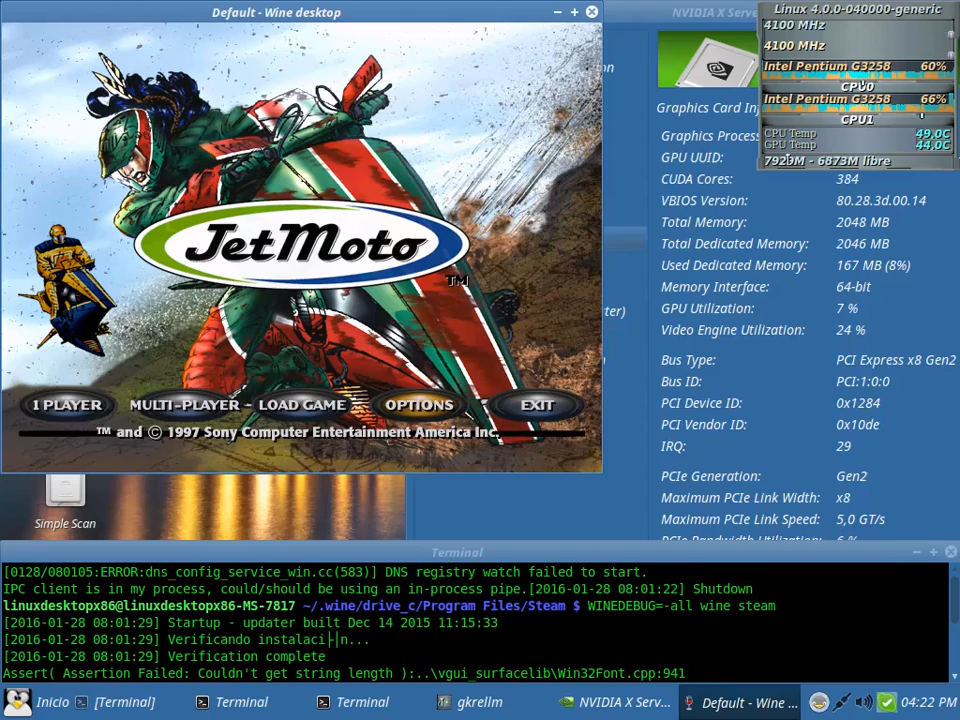 Default - Wine desktop
JetMoto
TM
1 PLAYER
MULTI-PLAYER - LOAD GAME
OPTIONS
EXIT
™ and © 1997 Sony Computer Entertainment America Inc.
Simple Scan
NVIDIA X Serve
on
ter)
Graphics Card In
Graphics Proces
GPU UUID:
CUDA Cores: 384
VBIOS Version: 80.28.3d.00.14
Total Memory: 2048 MB
Total Dedicated Memory: 2046 MB
Used Dedicated Memory: 167 MB (8%)
Memory Interface: 64-bit
GPU Utilization: 7 %
Video Engine Utilization: 24 %
Bus Type: PCI Express x8 Gen2
Bus ID: PCI:1:0:0
PCI Device ID: 0x1284
PCI Vendor ID: 0x10de
IRQ: 29
PCIe Generation: Gen2
Maximum PCIe Link Width: x8
Maximum PCIe Link Speed: 5,0 GT/s
PCIe Bandwidth Utilization: 6 %
Linux 4.0.0-040000-generic
4100 MHz
4100 MHz
Intel Pentium G3258 60%
CPU0
Intel Pentium G3258 66%
CPU1
CPU Temp 49.0C
GPU Temp 44.0C
7929M - 6873M libre
Terminal
[0128/080105:ERROR:dns_config_service_win.cc(583)] DNS registry watch failed to start.
IPC client is in my process, could/should be using an in-process pipe.[2016-01-28 08:01:22] Shutdown
linuxdesktopx86@linuxdesktopx86-MS-7817 ~/.wine/drive_c/Program Files/Steam $ WINEDEBUG=-all wine steam
[2016-01-28 08:01:29] Startup - updater built Dec 14 2015 11:15:33
[2016-01-28 08:01:29] Verificando instalaci├│n...
[2016-01-28 08:01:29] Verification complete
Assert( Assertion Failed: Couldn't get string length ):..\vgui_surfacelib\Win32Font.cpp:941
Inicio
[Terminal]
Terminal
Terminal
gkrellm
NVIDIA X Serv...
Default - Wine ...
04:22 PM